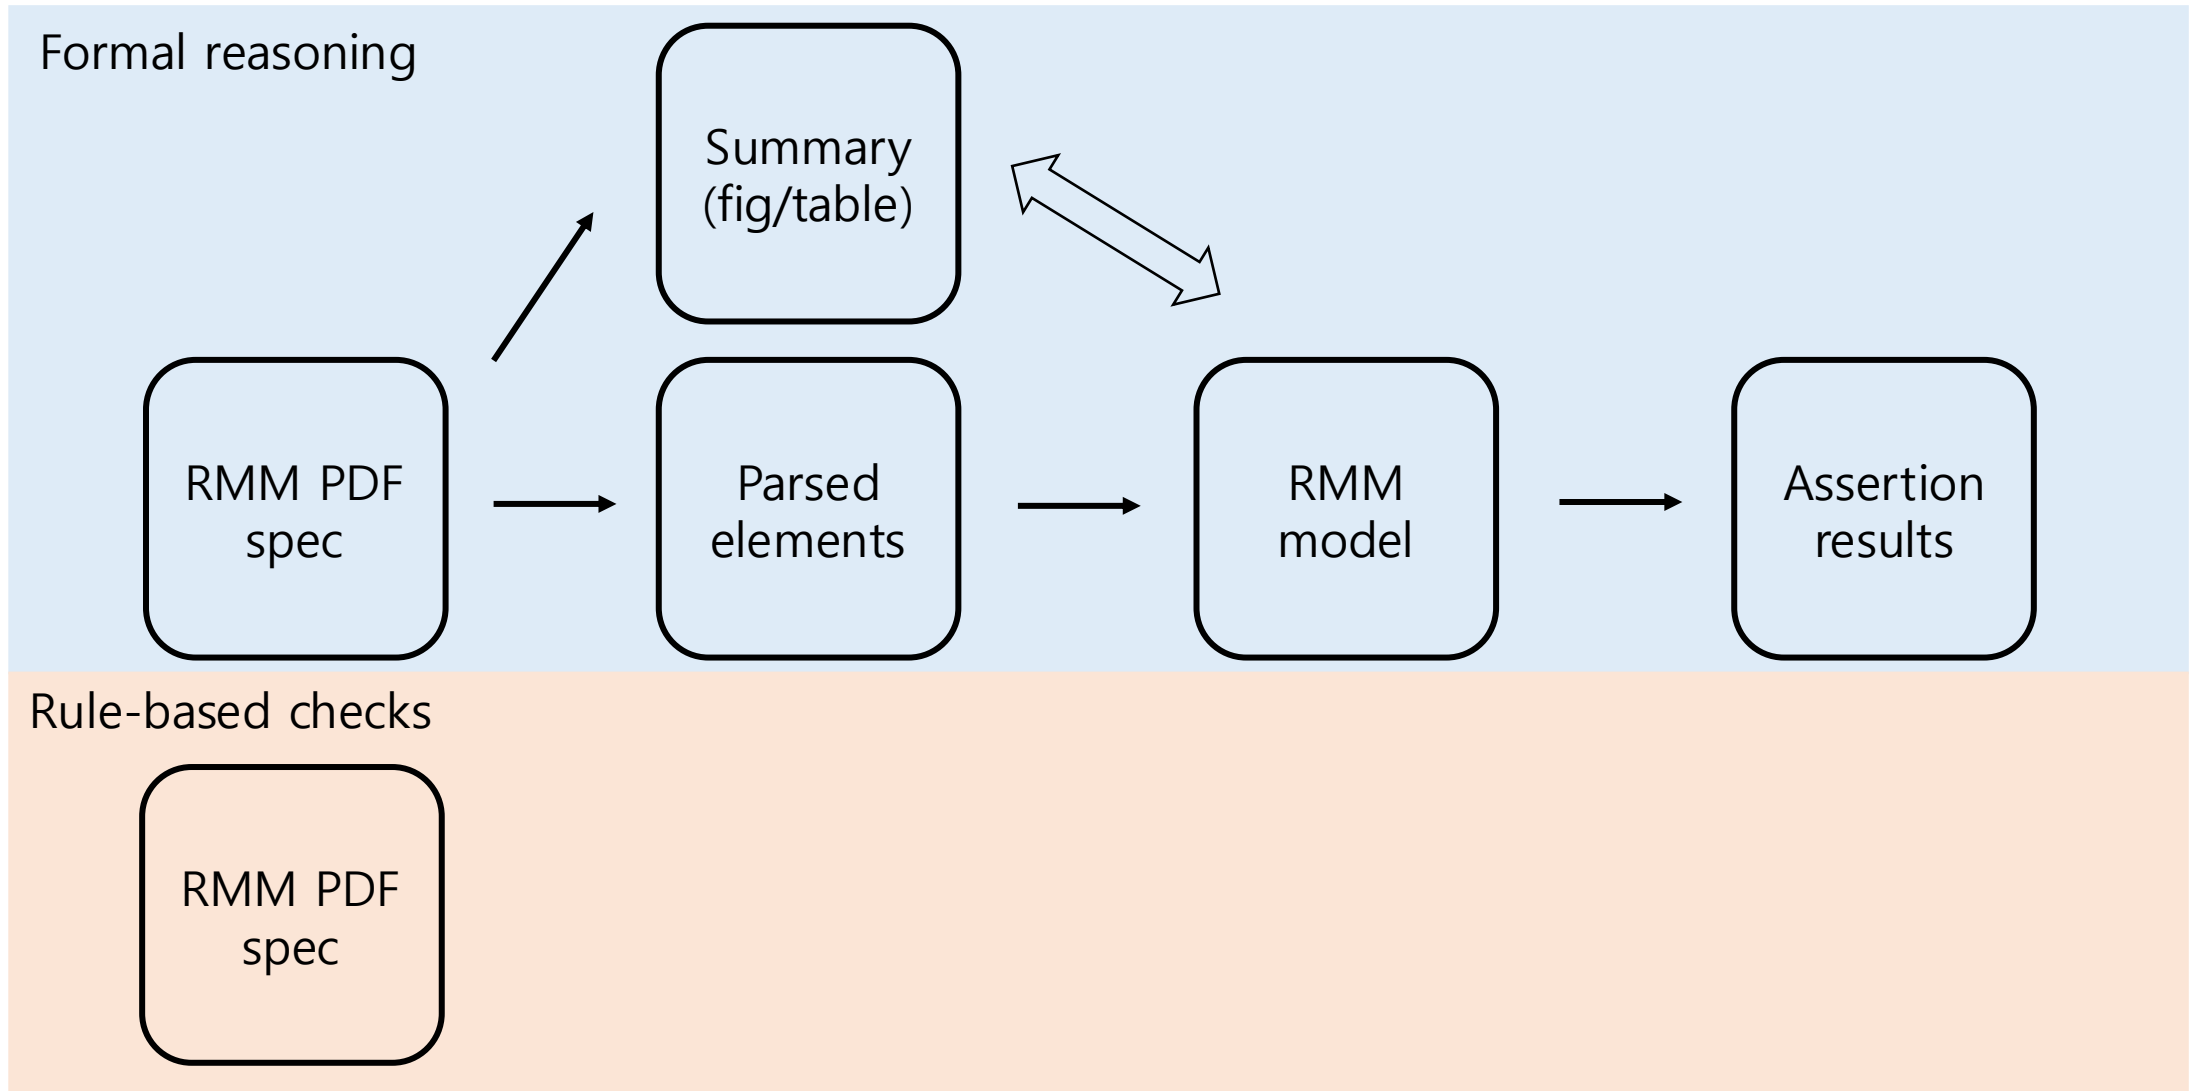 Formal reasoning
Summary
(fig/table)
RMM PDF
spec
Parsed
elements
RMM
model
Assertion
results
Rule-based checks
RMM PDF
spec